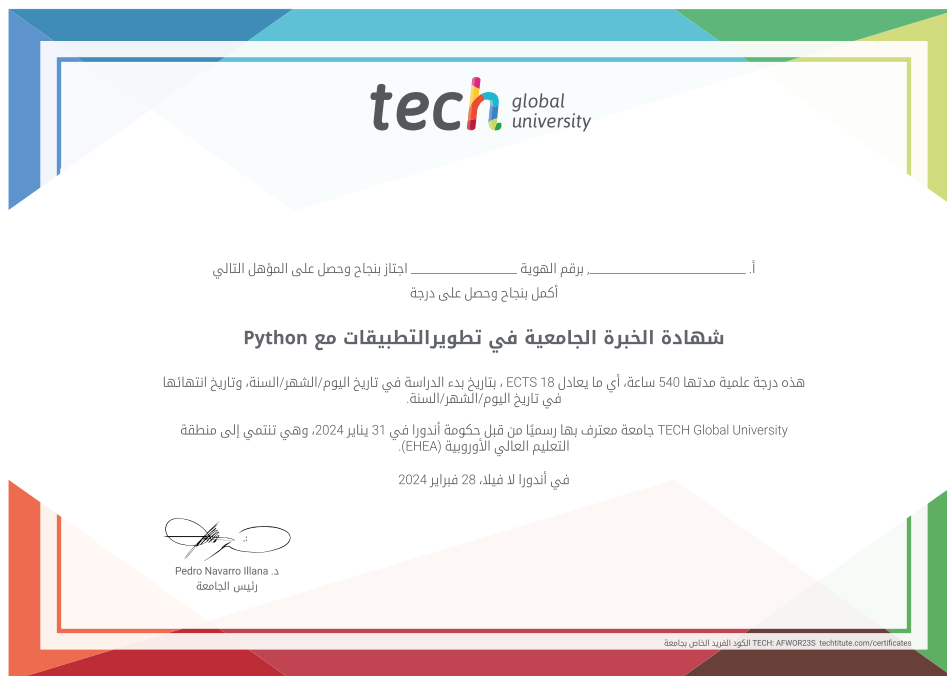 tech global university
أ. ______________________, برقم الهوية _______________ اجتاز بنجاح وحصل على المؤهل التالي
أكمل بنجاح وحصل على درجة
شهادة الخبرة الجامعية في تطويرالتطبيقات مع Python
هذه درجة علمية مدتها 540 ساعة، أي ما يعادل 18 ECTS ، بتاريخ بدء الدراسة في تاريخ اليوم/الشهر/السنة، وتاريخ انتهائها
في تاريخ اليوم/الشهر/السنة.
TECH Global University جامعة معترف بها رسميًا من قبل حكومة أندورا في 31 يناير 2024، وهي تنتمي إلى منطقة
التعليم العالي الأوروبية (EHEA).
في أندورا لا فيلا، 28 فبراير 2024
د. Pedro Navarro Illana
رئيس الجامعة
الكود الفريد الخاص بجامعة TECH: AFWOR23S techtitute.com/certificates